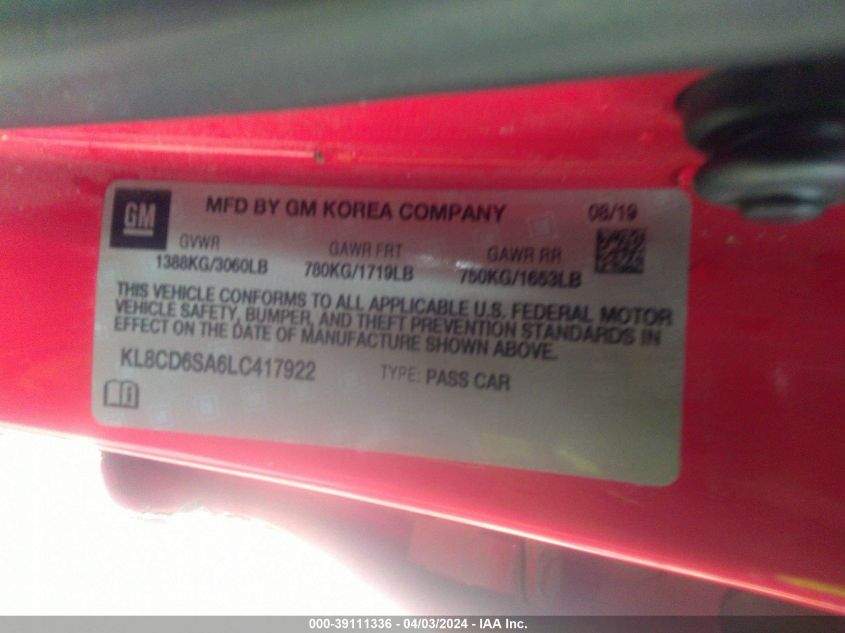 GM
MFD BY GM KOREA COMPANY
08/19
GVWR
1388KG/3060LB
GAWR FRT
780KG/1719LB
GAWR RR
750KG/1653LB
THIS VEHICLE CONFORMS TO ALL APPLICABLE U.S. FEDERAL MOTOR
VEHICLE SAFETY, BUMPER, AND THEFT PREVENTION STANDARDS IN
EFFECT ON THE DATE OF MANUFACTURE SHOWN ABOVE.
KL8CD6SA6LC417922
TYPE: PASS CAR
000-39111336 - 04/03/2024 - IAA Inc.